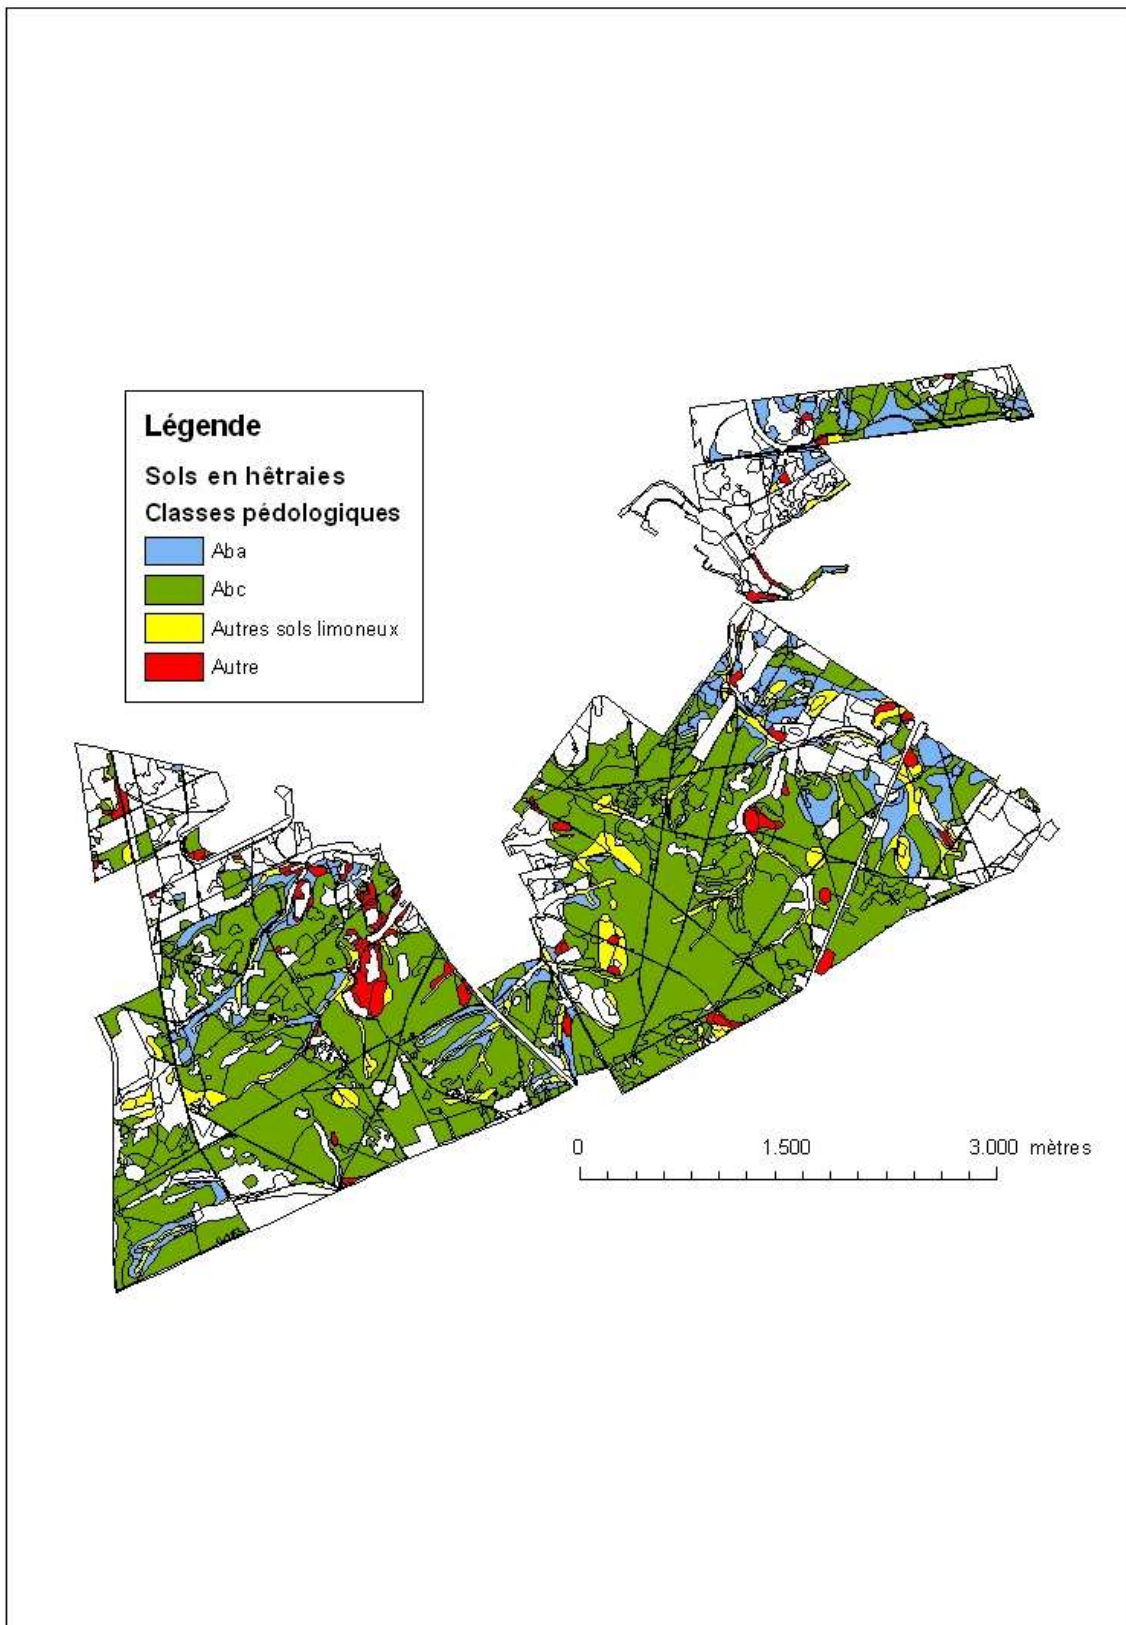 Légende
Sols en hêtraies
Classes pédologiques
Aba
Abc
Autres sols limoneux
Autre
0 1.500 3.000 mètres